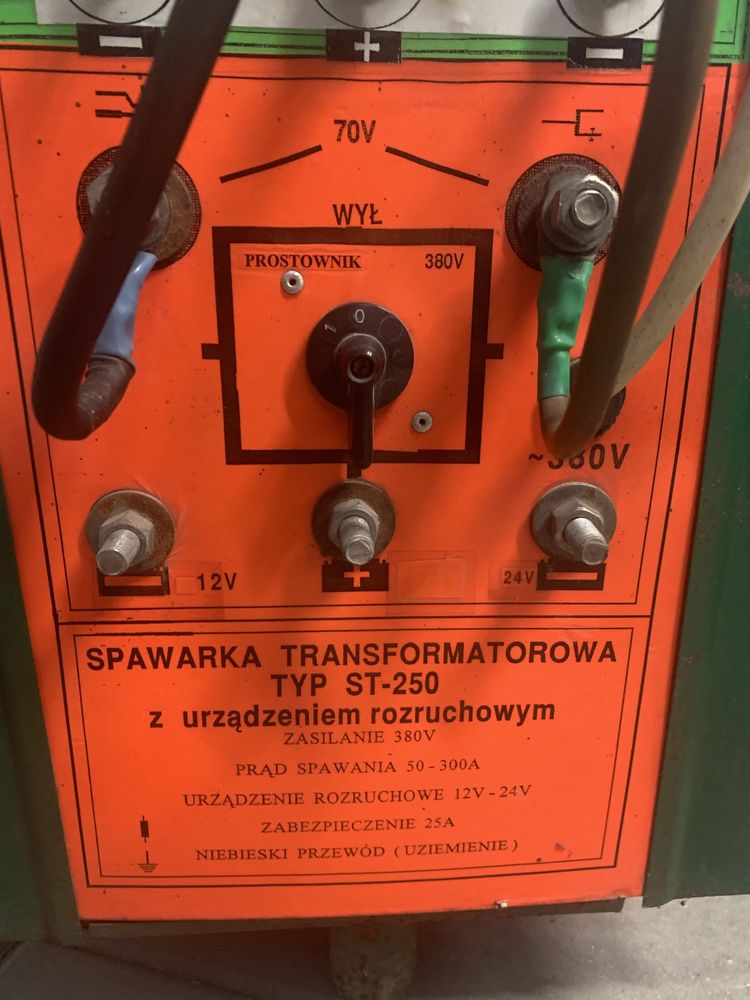 70V
WYŁ
PROSTOWNIK 380V
1 0
~380V
12V
24V
SPAWARKA TRANSFORMATOROWA
TYP ST-250
z urządzeniem rozruchowym
ZASILANIE 380V
PRĄD SPAWANIA 50-300A
URZĄDZENIE ROZRUCHOWE 12V-24V
ZABEZPIECZENIE 25A
NIEBIESKI PRZEWÓD (UZIEMIENIE)